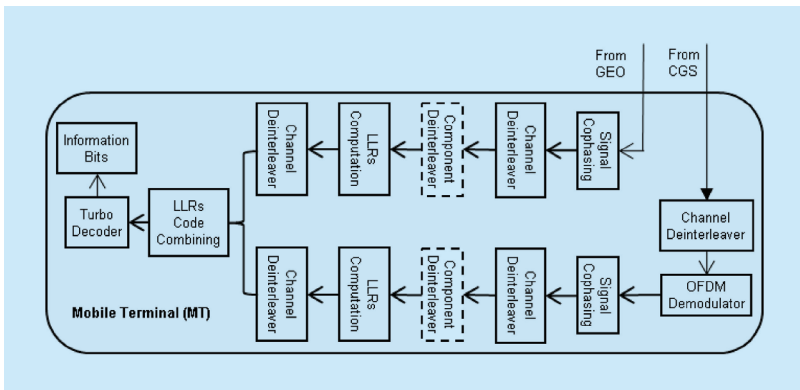 From
GEO
From
CGS
Information
Bits
Turbo
Decoder
LLRs
Code
Combining
Channel
Deinterleaver
LLRs
Computation
Component
Deinterleaver
Channel
Deinterleaver
Signal
Cophasing
Channel
Deinterleaver
OFDM
Demodulator
Channel
Deinterleaver
LLRs
Computation
Component
Deinterleaver
Channel
Deinterleaver
Signal
Cophasing
Mobile Terminal (MT)